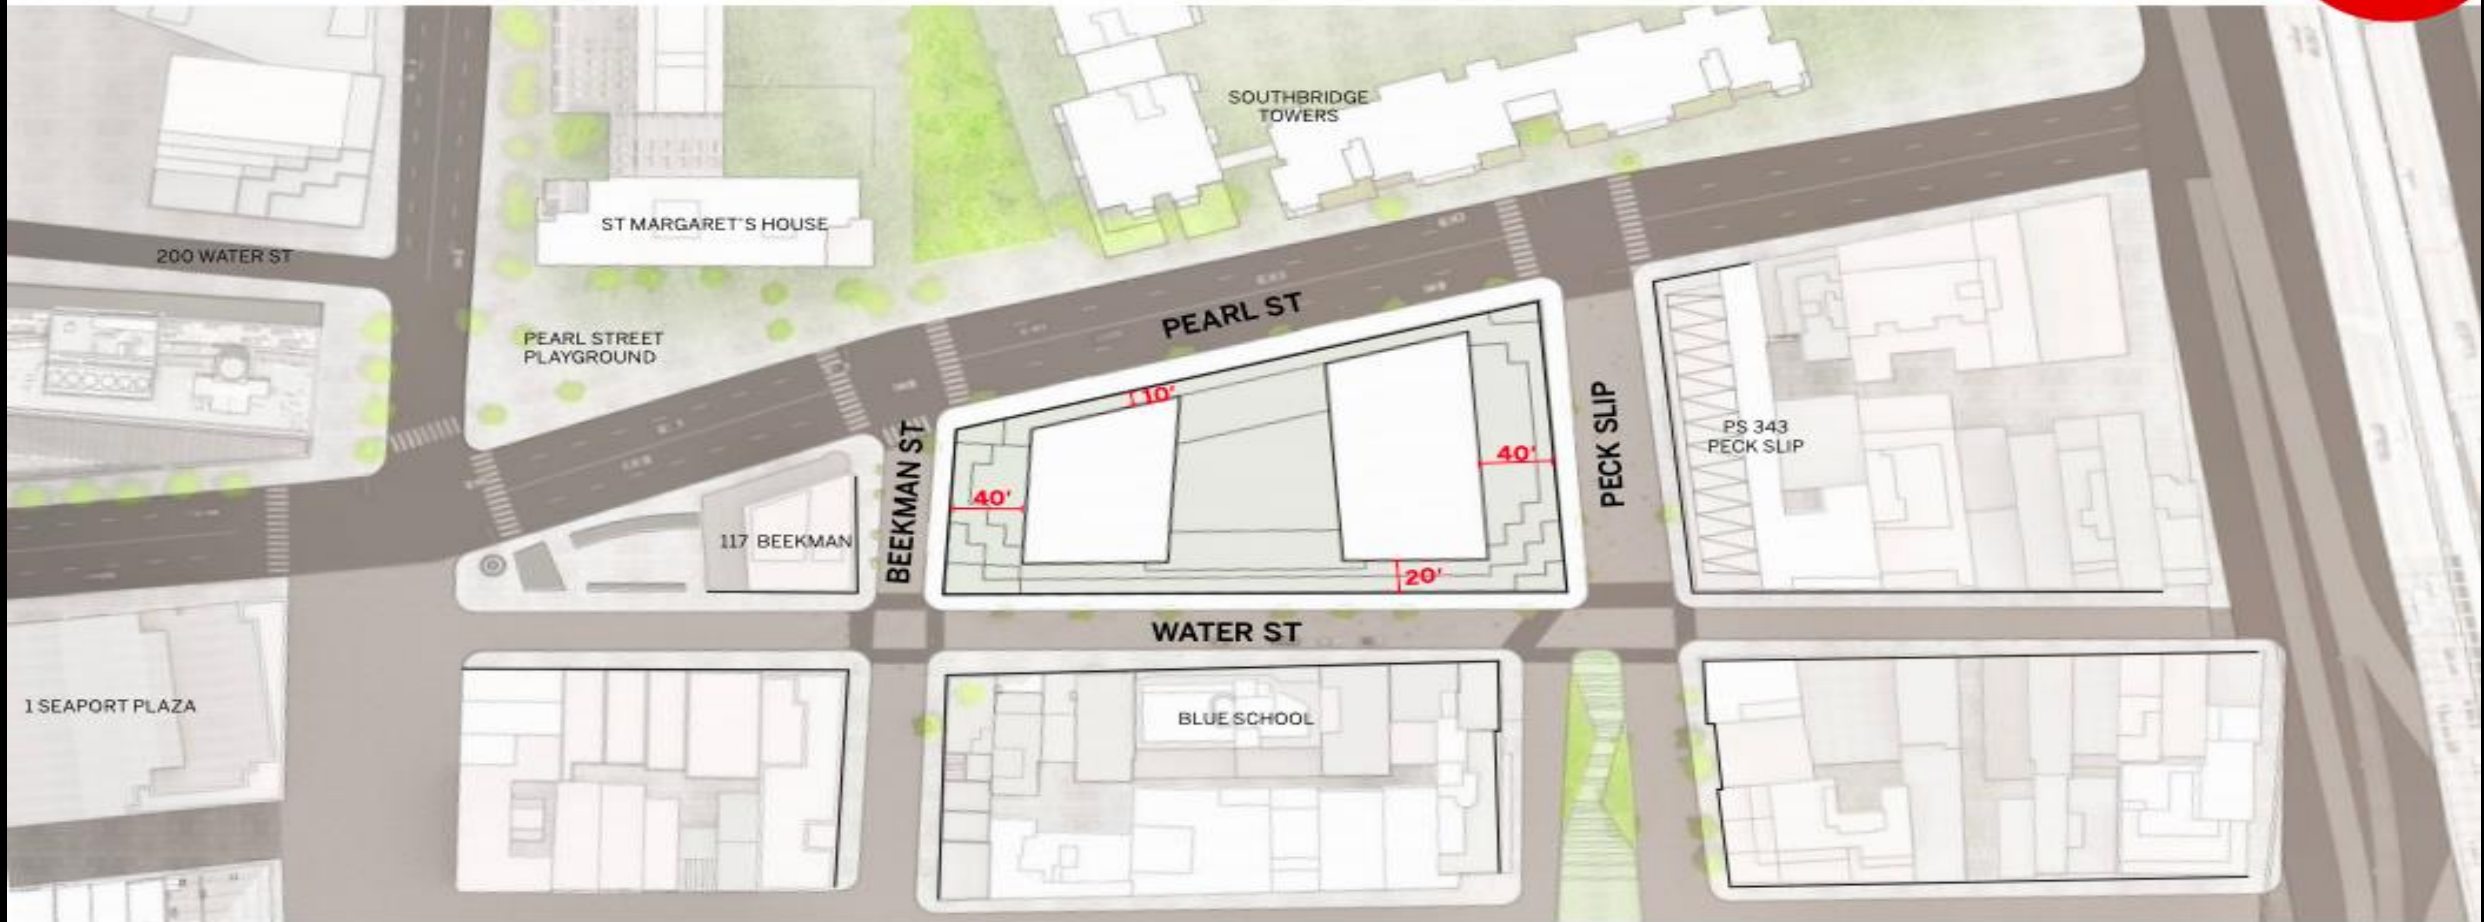 SOUTHBRIDGE
TOWERS
ST MARGARET'S HOUSE
200 WATER ST
PEARL ST
PEARL STREET
PLAYGROUND
10'
40'
40'
20'
BEEKMAN ST
PECK SLIP
PS 343
PECK SLIP
117 BEEKMAN
WATER ST
1 SEAPORT PLAZA
BLUE SCHOOL